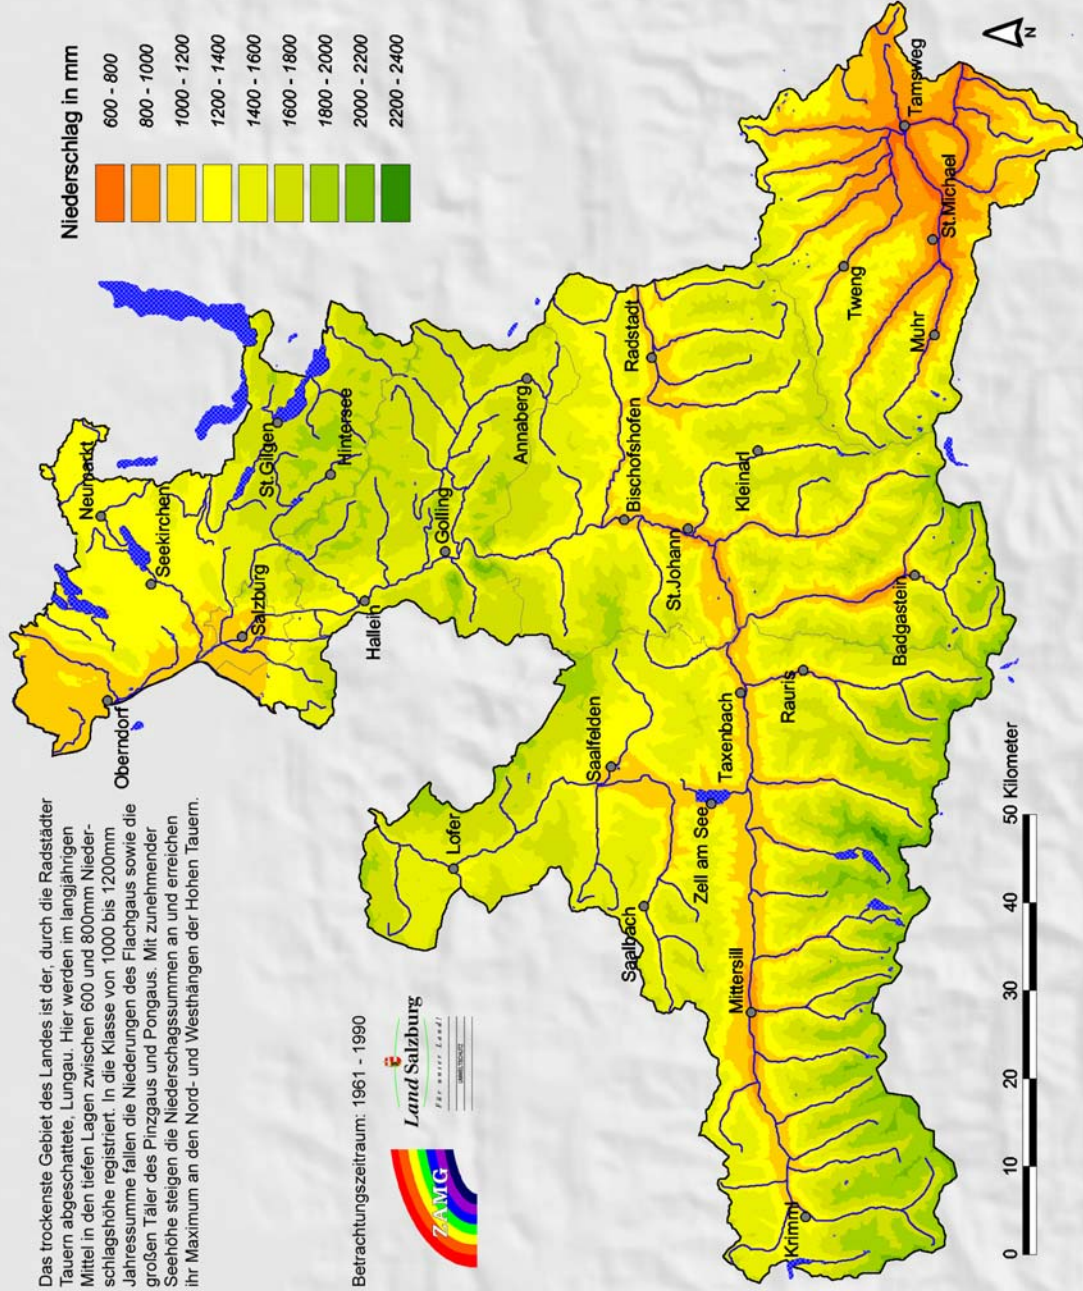 Das trockenste Gebiet des Landes ist der, durch die Radstädter
Tauern abgeschattete, Lungau. Hier werden im langjährigen
Mittel in den tiefen Lagen zwischen 600 und 800mm Nieder-
schlagshöhe registriert. In die Klasse von 1000 bis 1200mm
Jahressumme fallen die Niederungen des Flachgaus sowie die
großen Täler des Pinzgaus und Pongaus. Mit zunehmender
Seehöhe steigen die Niederschagssummen an und erreichen
ihr Maximum an den Nord- und Westhängen der Hohen Tauern.
Betrachtungszeitraum: 1961 - 1990
ZAMG
Land Salzburg
Für unser Land!
UMWELTSCHUTZ
Niederschlag in mm
600 - 800
800 - 1000
1000 - 1200
1200 - 1400
1400 - 1600
1600 - 1800
1800 - 2000
2000 - 2200
2200 - 2400
Neumarkt
Seekirchen
Oberndorf
Salzburg
St.Gilgen
Hintersee
Hallein
Golling
Annaberg
Lofer
Saalfelden
Saalbach
Zell am See
Bischofshofen
Radstadt
St.Johann
Taxenbach
Mittersill
Krimml
Rauris
Kleinarl
Badgastein
Tweng
Muhr
St.Michael
Tamsweg
0 10 20 30 40 50 Kilometer
N